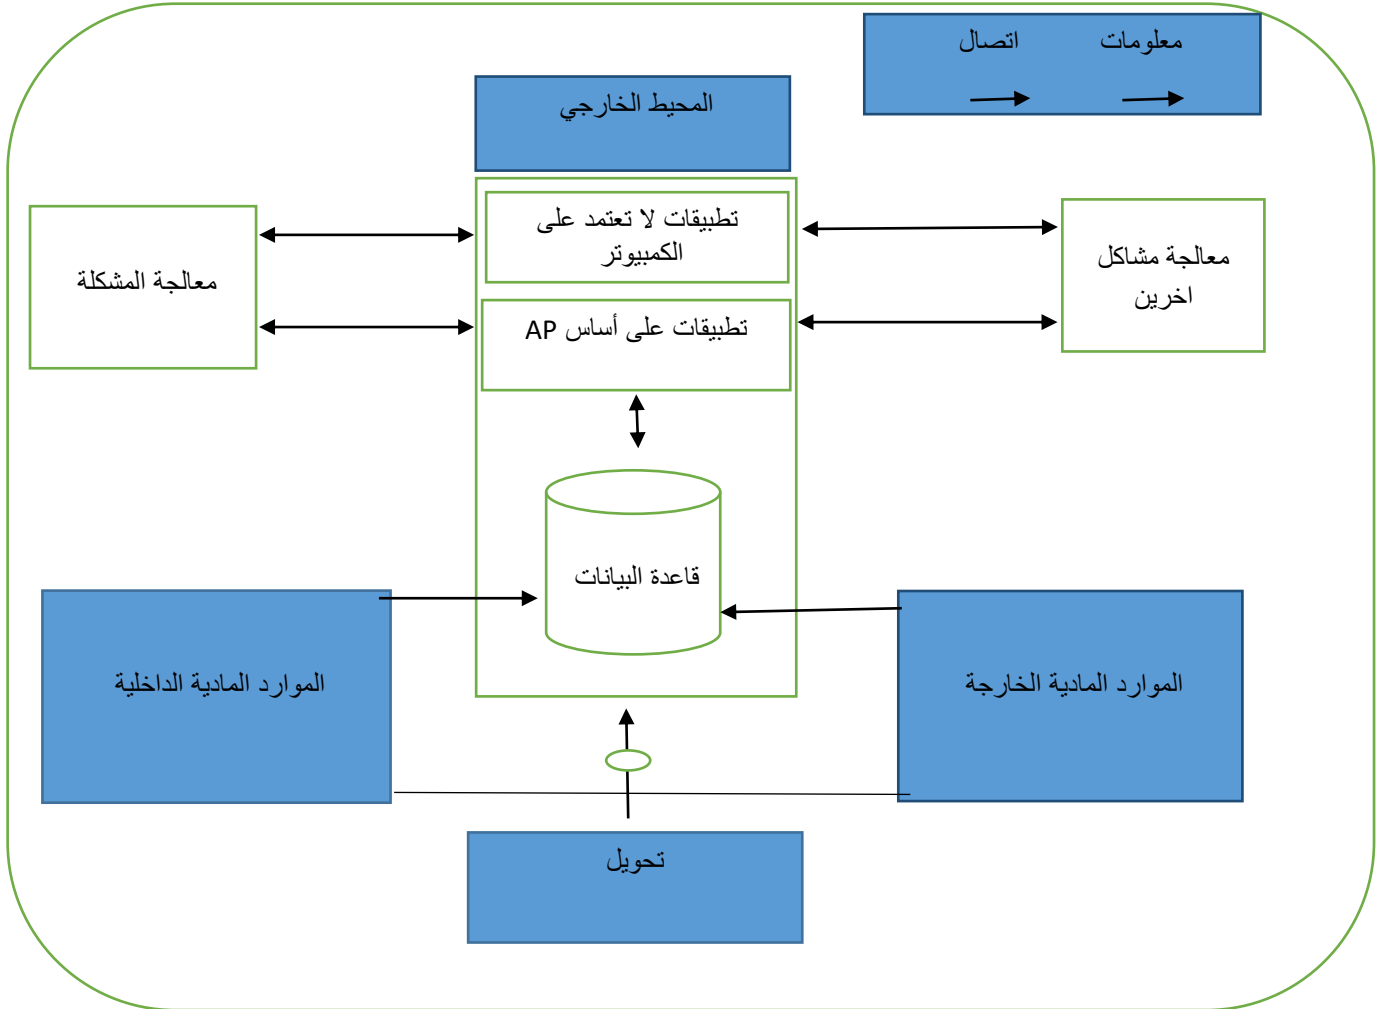 معلومات اتصال
المحيط الخارجي
تطبيقات لا تعتمد على
الكمبيوتر
معالجة مشاكل
اخرين
معالجة المشكلة
تطبيقات على أساس AP
قاعدة البيانات
الموارد المادية الخارجة
الموارد المادية الداخلية
تحويل